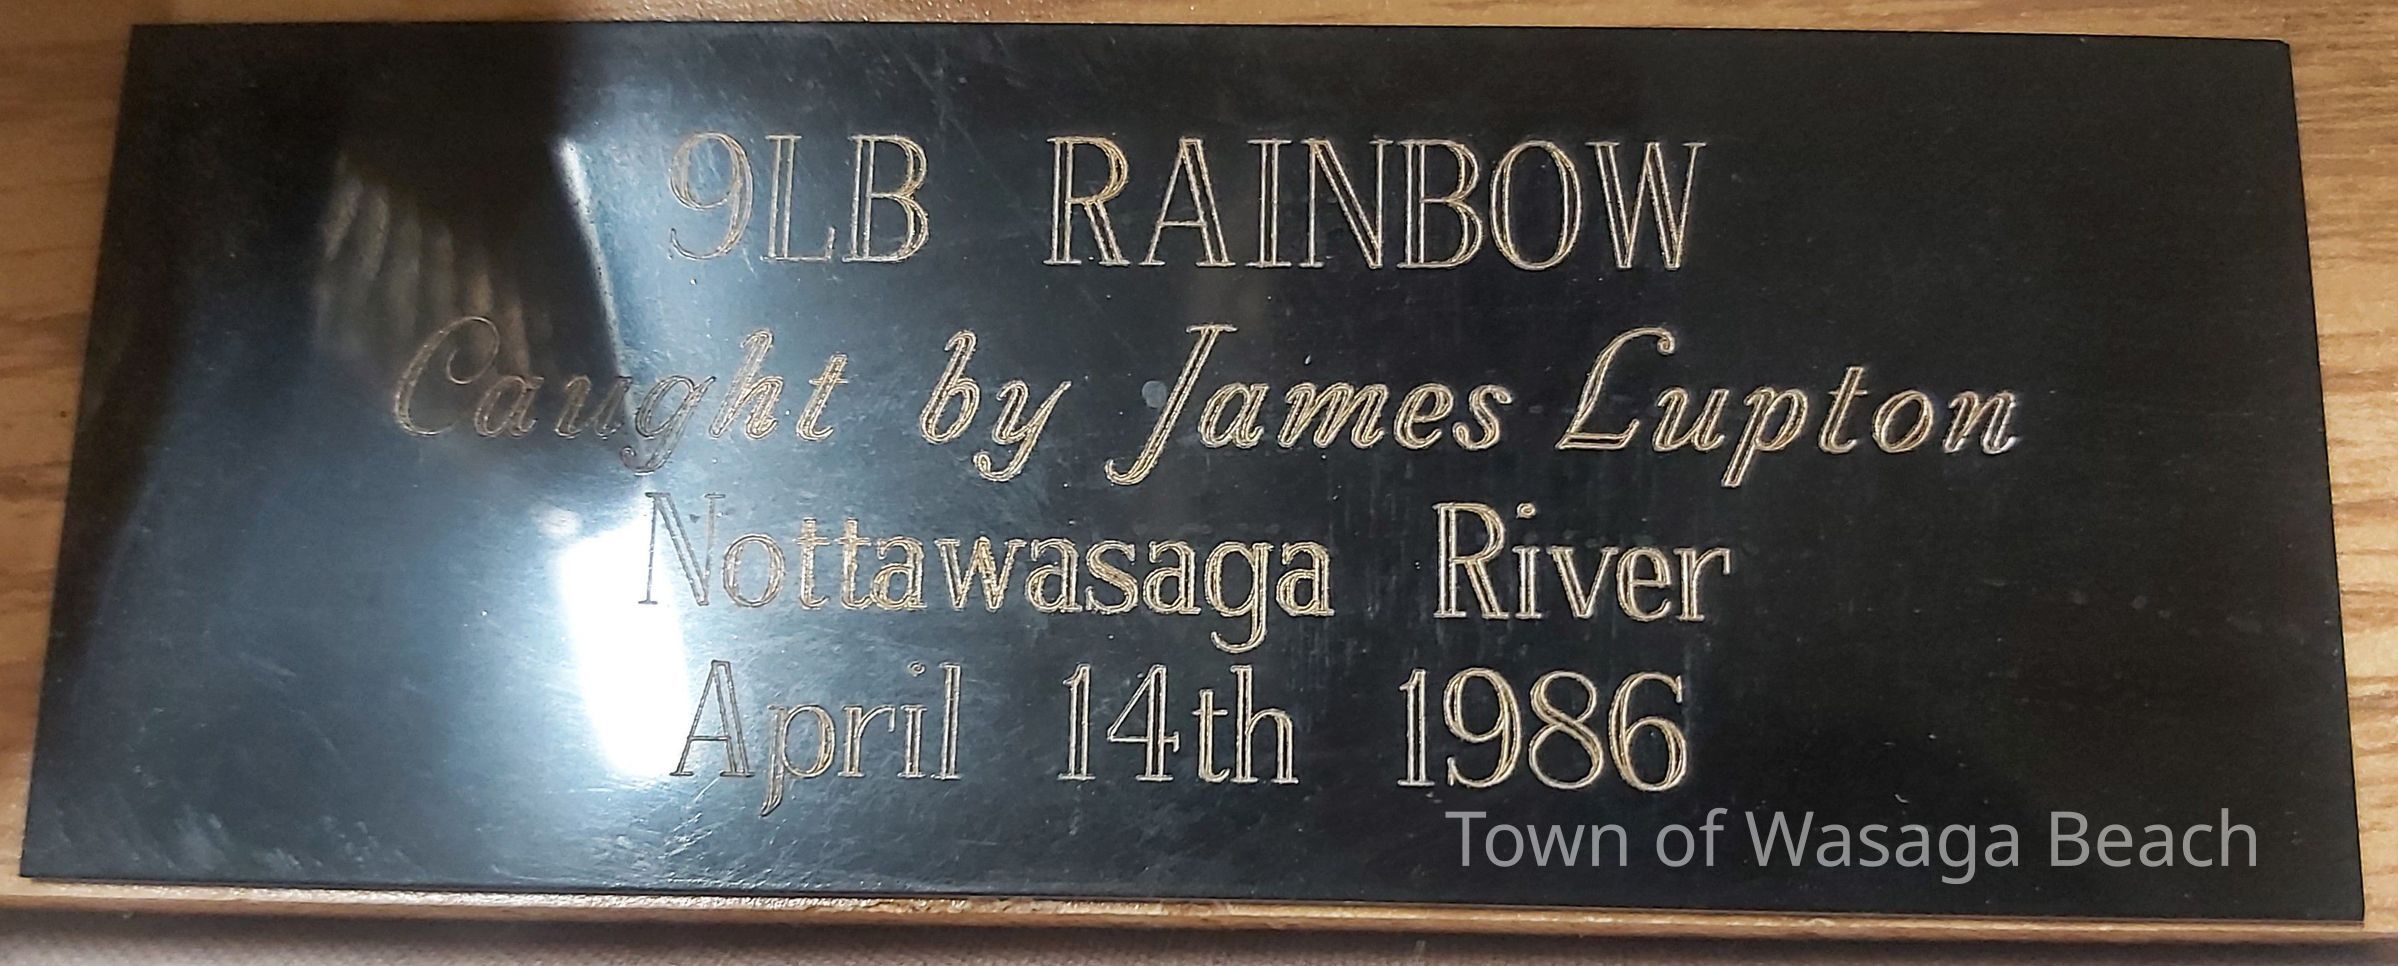 9LB RAINBOW
Caught by James Lupton
Nottawasaga River
April 14th 1986
Town of Wasaga Beach